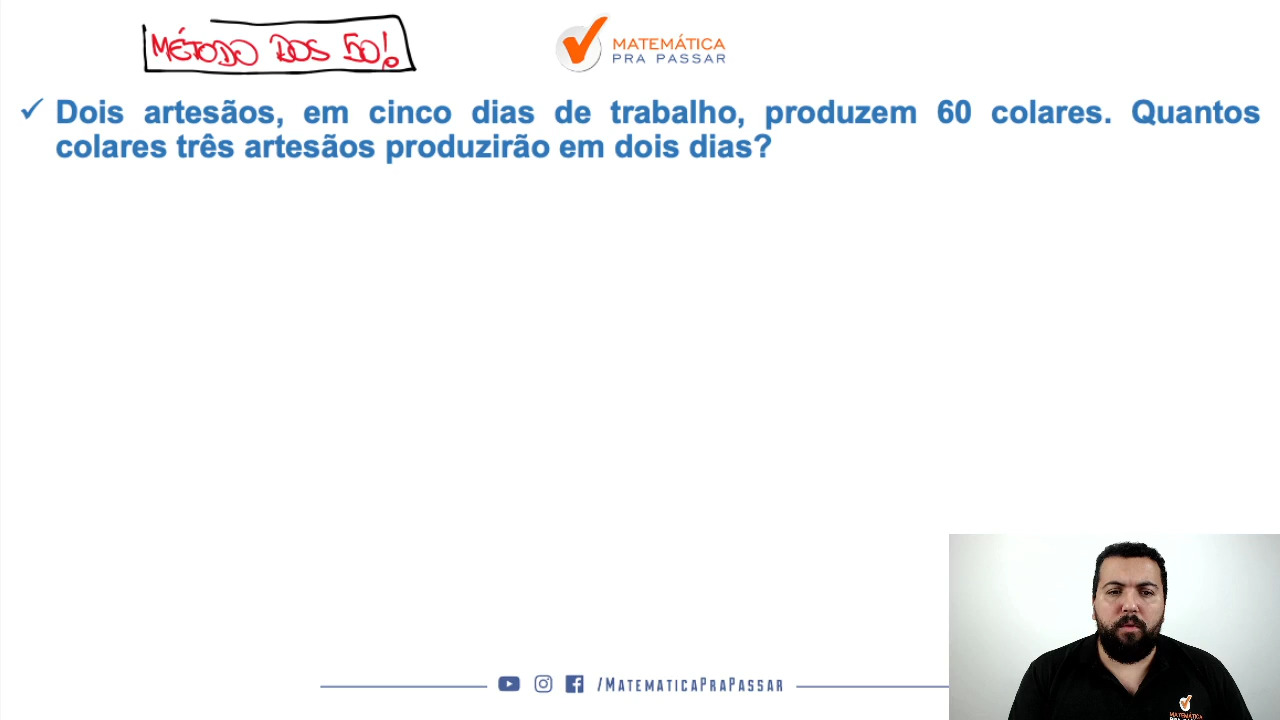 MÉTODO DOS 50!
MATEMÁTICA
PRA PASSAR
✓ Dois artesãos, em cinco dias de trabalho, produzem 60 colares. Quantos
colares três artesãos produzirão em dois dias?
/MATEMATICAPRAPASSAR
MATEMÁTICA